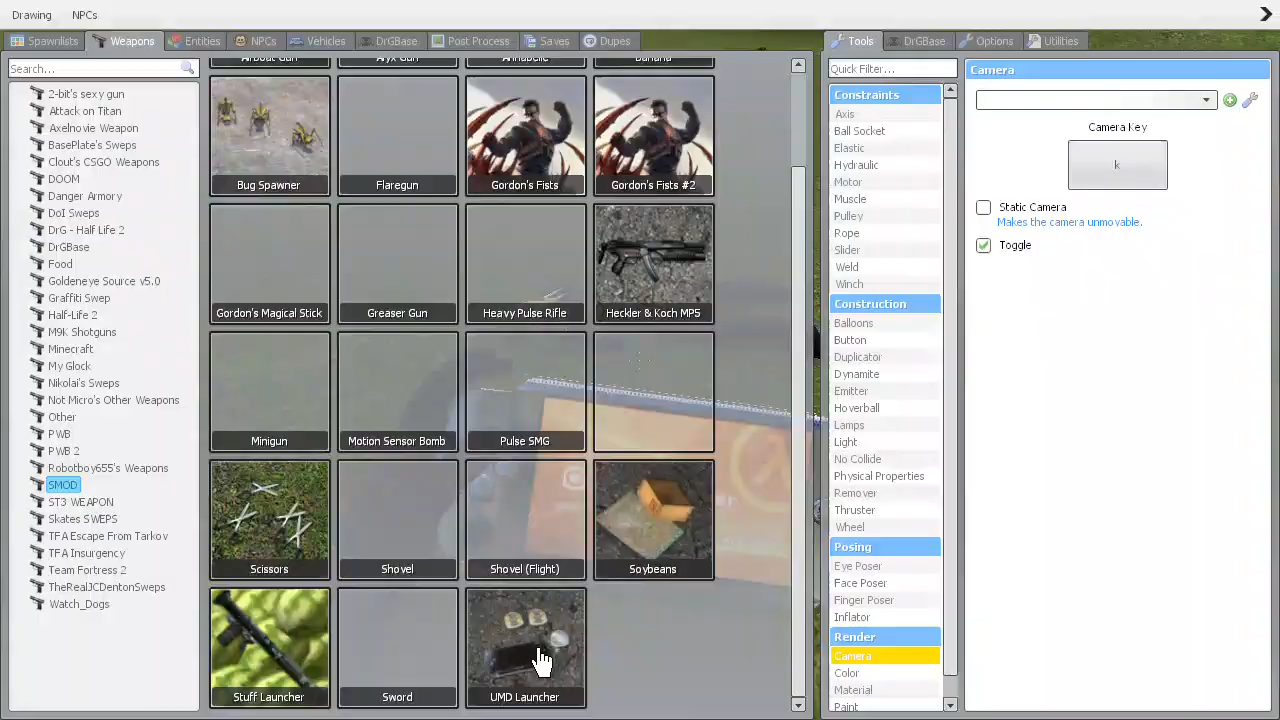 Drawing NPCs
Spawnlists Weapons Entities NPCs Vehicles DrGBase Post Process Saves Dupes
Tools DrGBase Options Utilities
Search...
2-bit's sexy gun
Attack on Titan
Axelnovie Weapon
BasePlate's Sweps
Clout's CSGO Weapons
DOOM
Danger Armory
DoI Sweps
DrG - Half Life 2
DrGBase
Food
Goldeneye Source v5.0
Graffiti Swep
Half-Life 2
M9K Shotguns
Minecraft
My Glock
Nikolai's Sweps
Not Micro's Other Weapons
Other
PWB
PWB 2
Robotboy655's Weapons
SMOD
ST3 WEAPON
Skates SWEPS
TFA Escape From Tarkov
TFA Insurgency
Team Fortress 2
TheRealJCDentonSweps
Watch_Dogs
Airboat Gun Aryx Gun Annabelle Banana
Bug Spawner Flaregun Gordon's Fists Gordon's Fists #2
Gordon's Magical Stick Greaser Gun Heavy Pulse Rifle Heckler & Koch MP5
Minigun Motion Sensor Bomb Pulse SMG
Scissors Shovel Shovel (Flight) Soybeans
Stuff Launcher Sword UMD Launcher
Quick Filter...
Constraints
Axis
Ball Socket
Elastic
Hydraulic
Motor
Muscle
Pulley
Rope
Slider
Weld
Winch
Construction
Balloons
Button
Duplicator
Dynamite
Emitter
Hoverball
Lamps
Light
No Collide
Physical Properties
Remover
Thruster
Wheel
Posing
Eye Poser
Face Poser
Finger Poser
Inflator
Render
Camera
Color
Material
Paint
Camera
Camera Key
k
Static Camera
Makes the camera unmovable.
Toggle